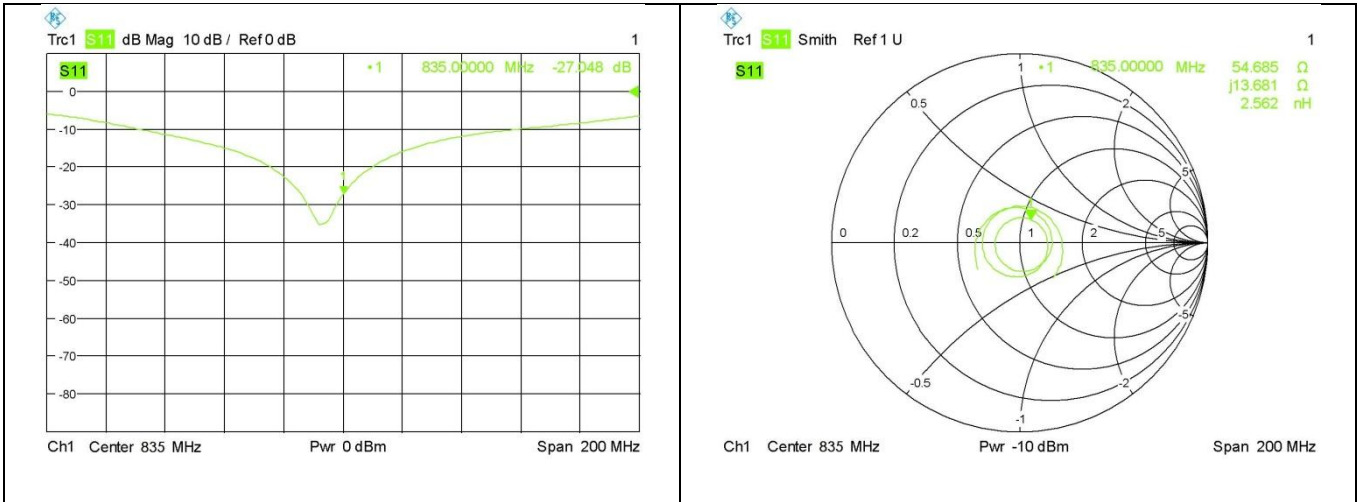 Trc1 S11 dB Mag 10 dB / Ref 0 dB 1
S11 •1 835.00000 MHz -27.048 dB
0
-10
-20
1
-30
-40
-50
-60
-70
-80
Ch1 Center 835 MHz Pwr 0 dBm Span 200 MHz
Trc1 S11 Smith Ref 1 U 1
S11 •1 835.00000 MHz 54.685 Ω
j13.681 Ω
2.562 nH
1
0.5 2
5
0 0.2 0.5 1 2 5
-5
-0.5 -2
-1
Ch1 Center 835 MHz Pwr -10 dBm Span 200 MHz